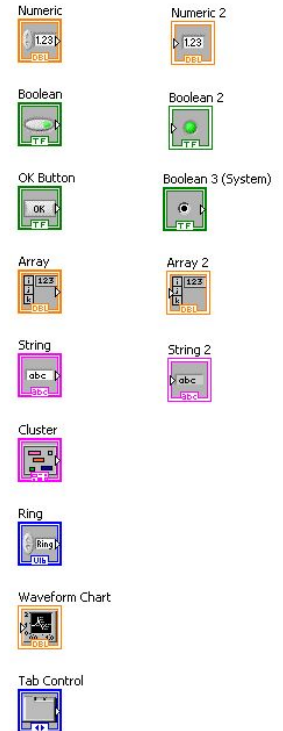 Numeric
1.23
DBL
Numeric 2
1.23
DBL
Boolean
TF
Boolean 2
TF
OK Button
OK
TF
Boolean 3 (System)
TF
Array
i 123
j
k
DBL
Array 2
i 123
j
k
DBL
String
abc
abc
String 2
abc
abc
Cluster
Ring
Ring
U16
Waveform Chart
DBL
Tab Control